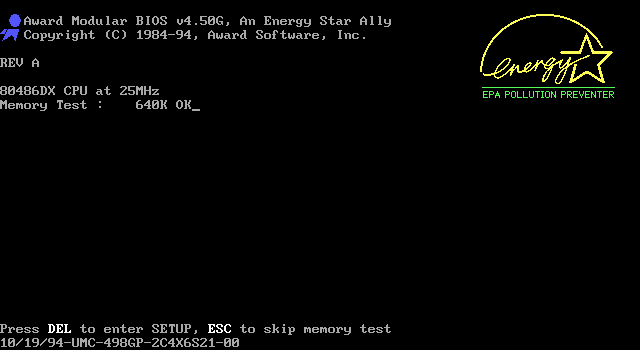 Award Modular BIOS v4.50G, An Energy Star Ally
Copyright (C) 1984-94, Award Software, Inc.
REV A
80486DX CPU at 25MHz
Memory Test :    640K OK_
energy
EPA POLLUTION PREVENTER
Press DEL to enter SETUP, ESC to skip memory test
10/19/94-UMC-498GP-2C4X6S21-00